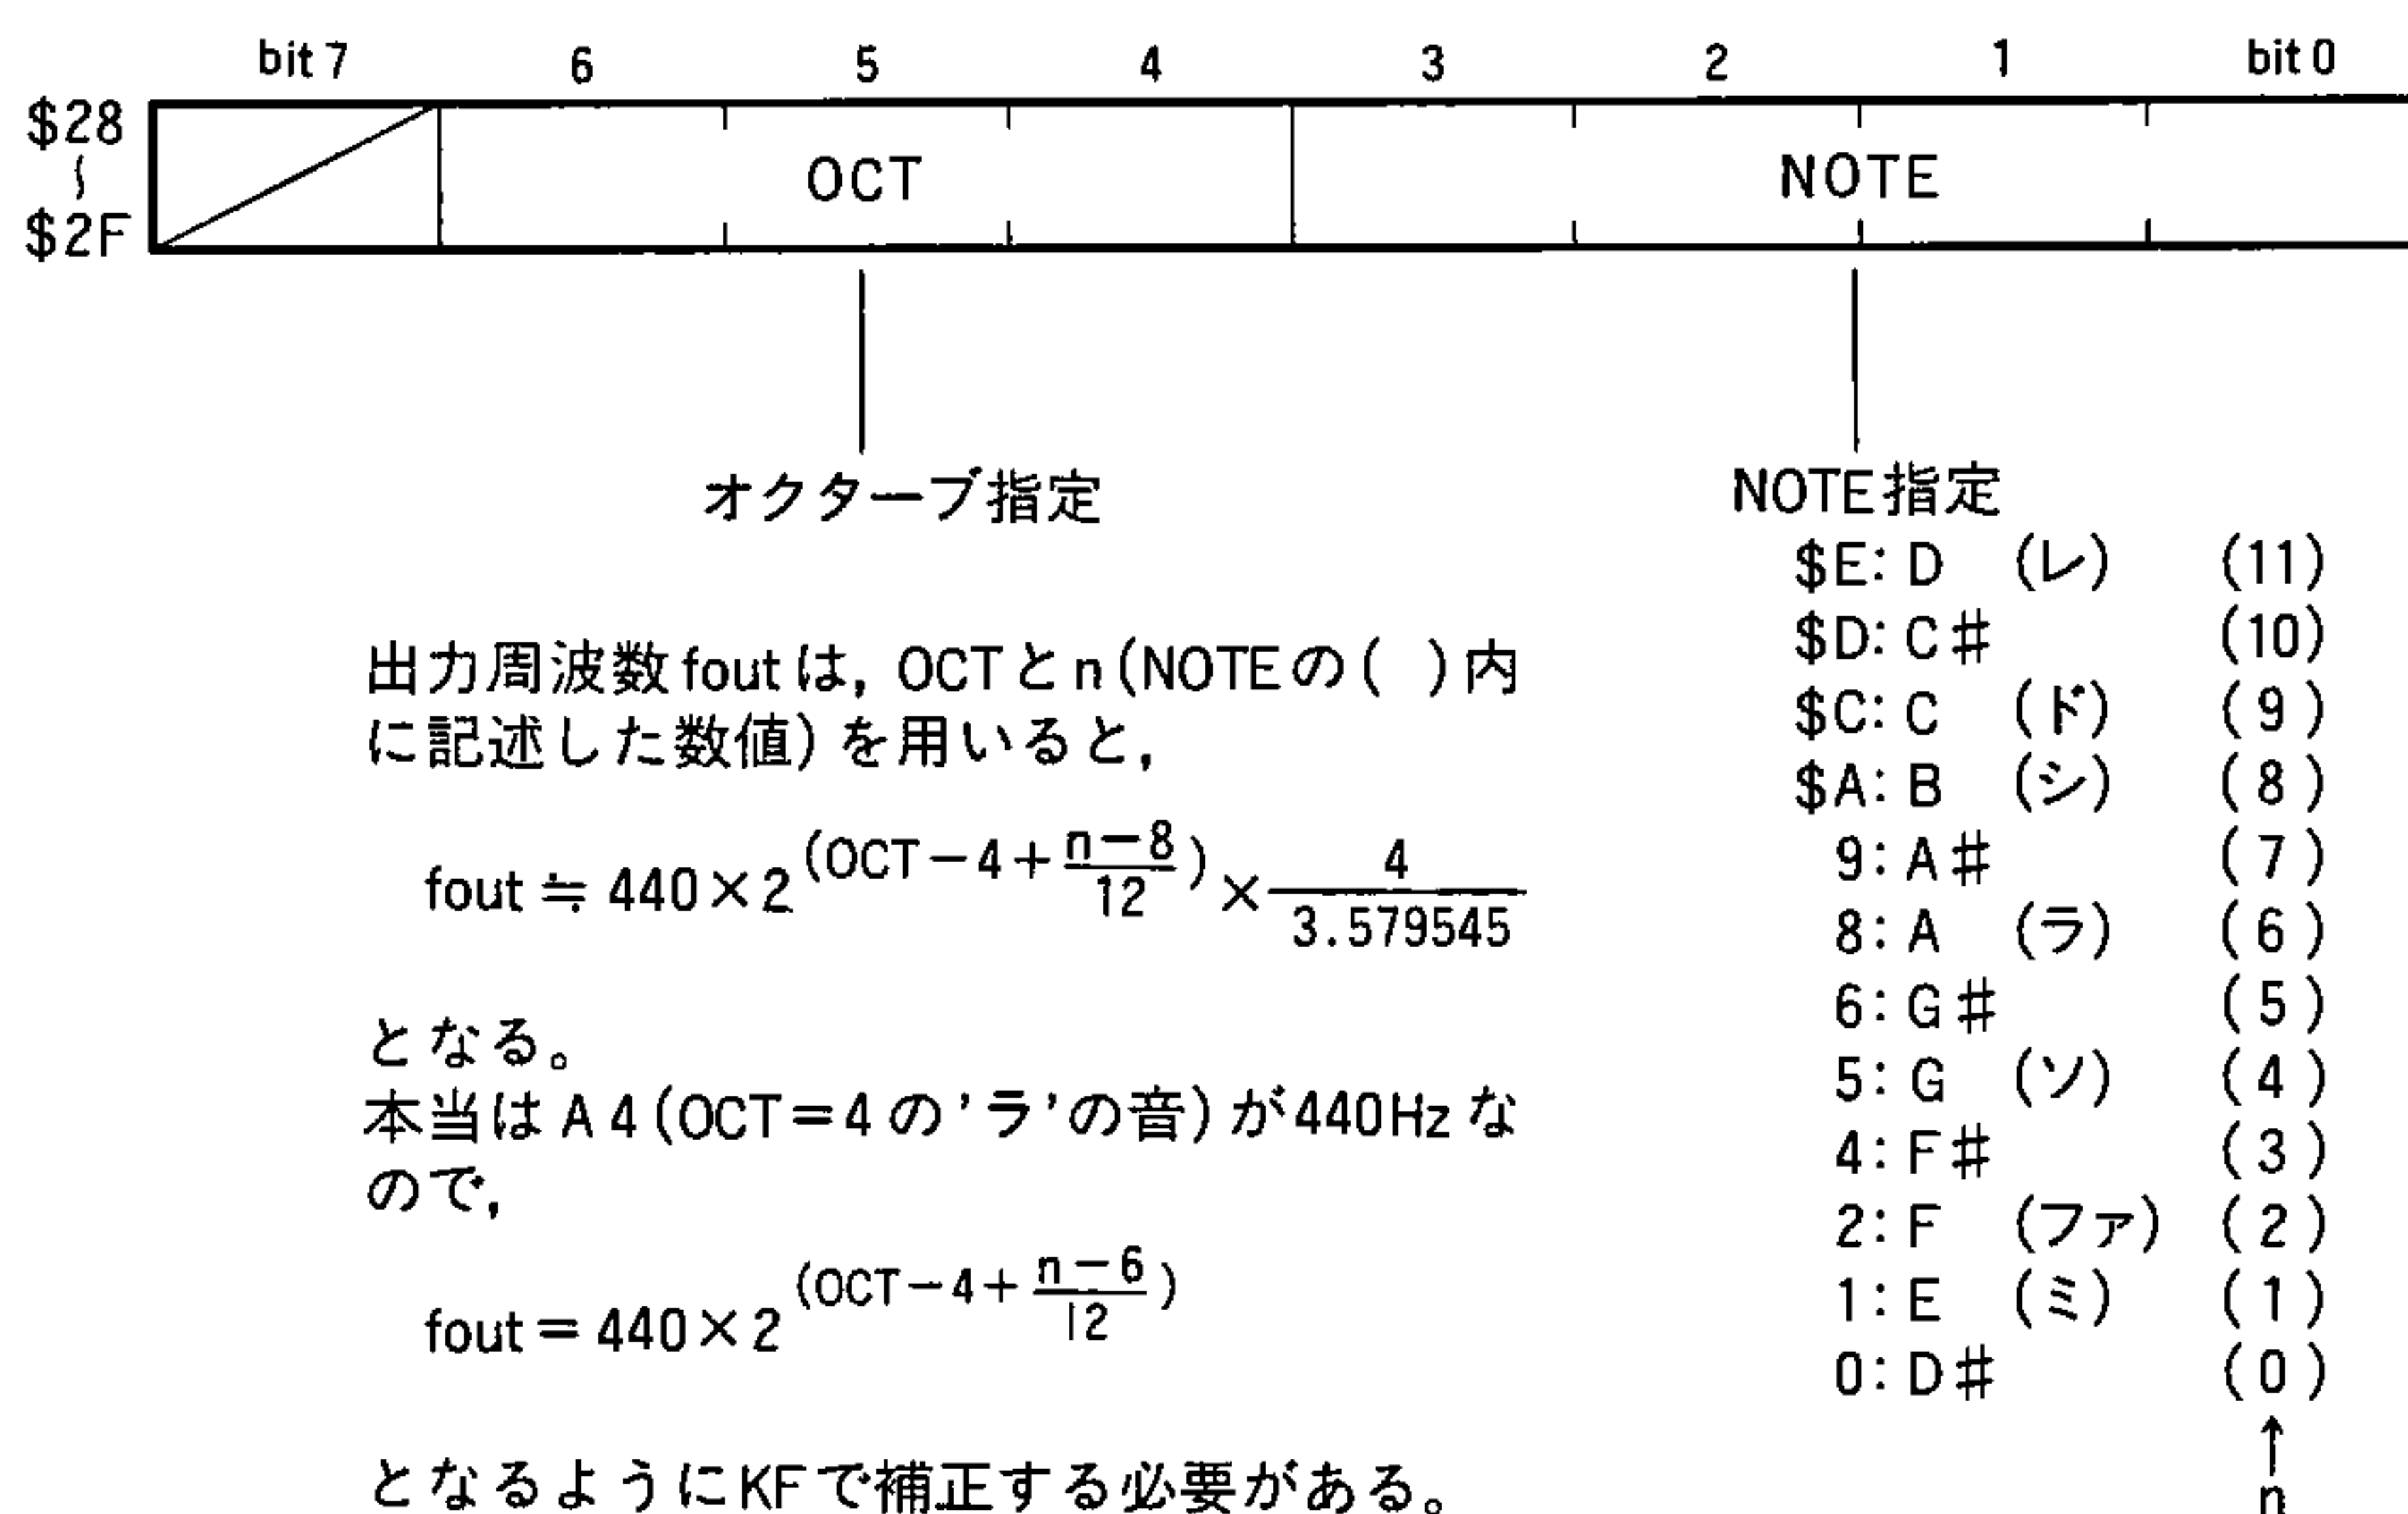 bit 7 6 5 4 3 2 1 bit 0
$28
〜
$2F
OCT NOTE
オクターブ指定
NOTE指定
$E: D (レ) (11)
$D: C# (10)
$C: C (ド) (9)
$A: B (シ) (8)
9: A# (7)
8: A (ラ) (6)
6: G# (5)
5: G (ソ) (4)
4: F# (3)
2: F (ファ) (2)
1: E (ミ) (1)
0: D# (0)
↑
n
出力周波数foutは, OCTとn(NOTEの( )内
に記述した数値)を用いると,
fout≒440×2^(OCT−4+(n−8)/12)×4/3.579545
となる。
本当はA4(OCT=4の'ラ'の音)が440Hzな
ので,
fout=440×2^(OCT−4+(n−6)/12)
となるようにKFで補正する必要がある。